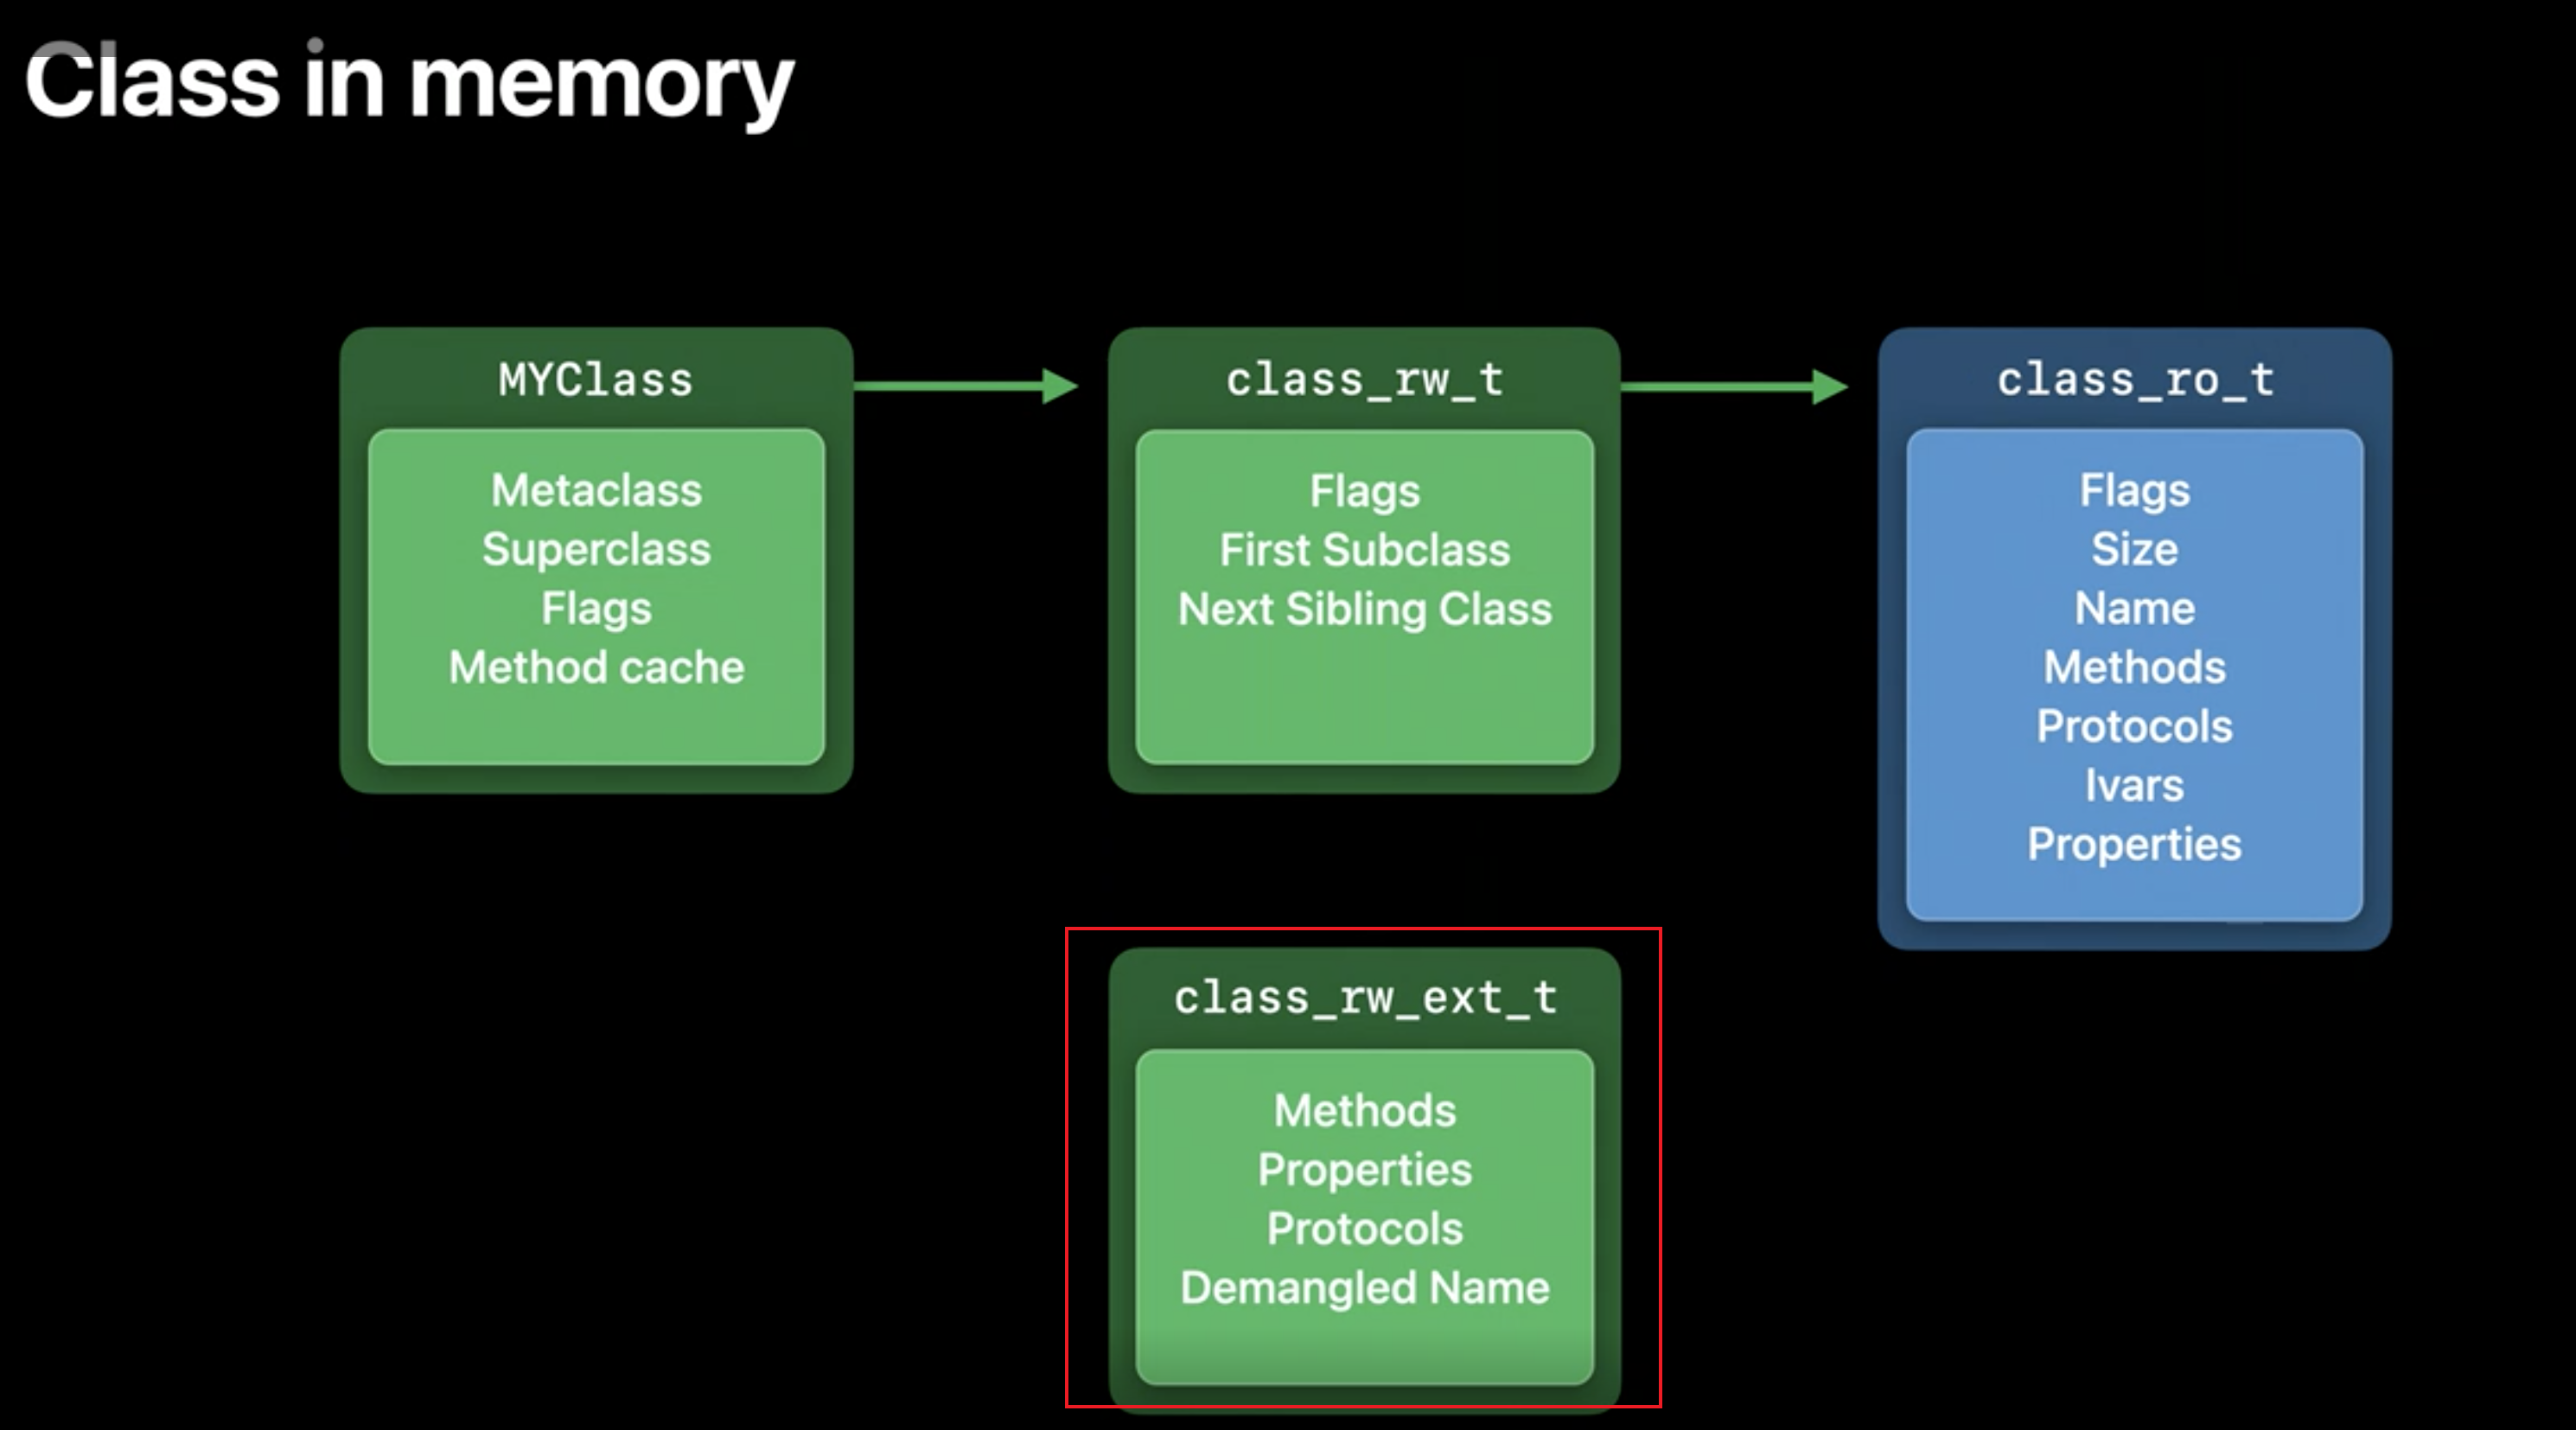 Class in memory
MYClass
Metaclass
Superclass
Flags
Method cache
class_rw_t
Flags
First Subclass
Next Sibling Class
class_ro_t
Flags
Size
Name
Methods
Protocols
Ivars
Properties
class_rw_ext_t
Methods
Properties
Protocols
Demangled Name